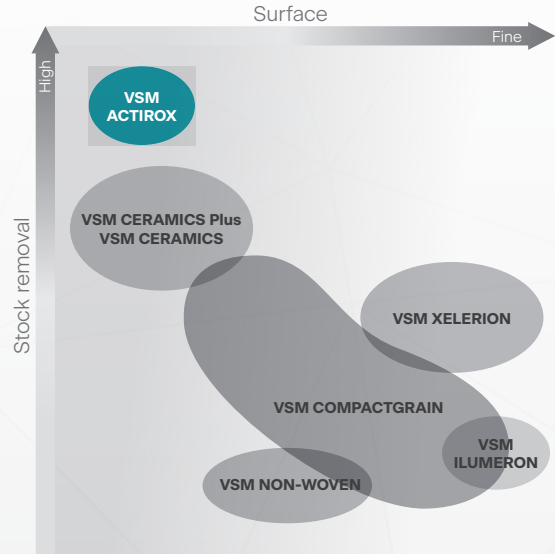 Surface
Fine
High
Stock removal
VSM
ACTIROX
VSM CERAMICS Plus
VSM CERAMICS
VSM XELERION
VSM COMPACTGRAIN
VSM
ILUMERON
VSM NON-WOVEN